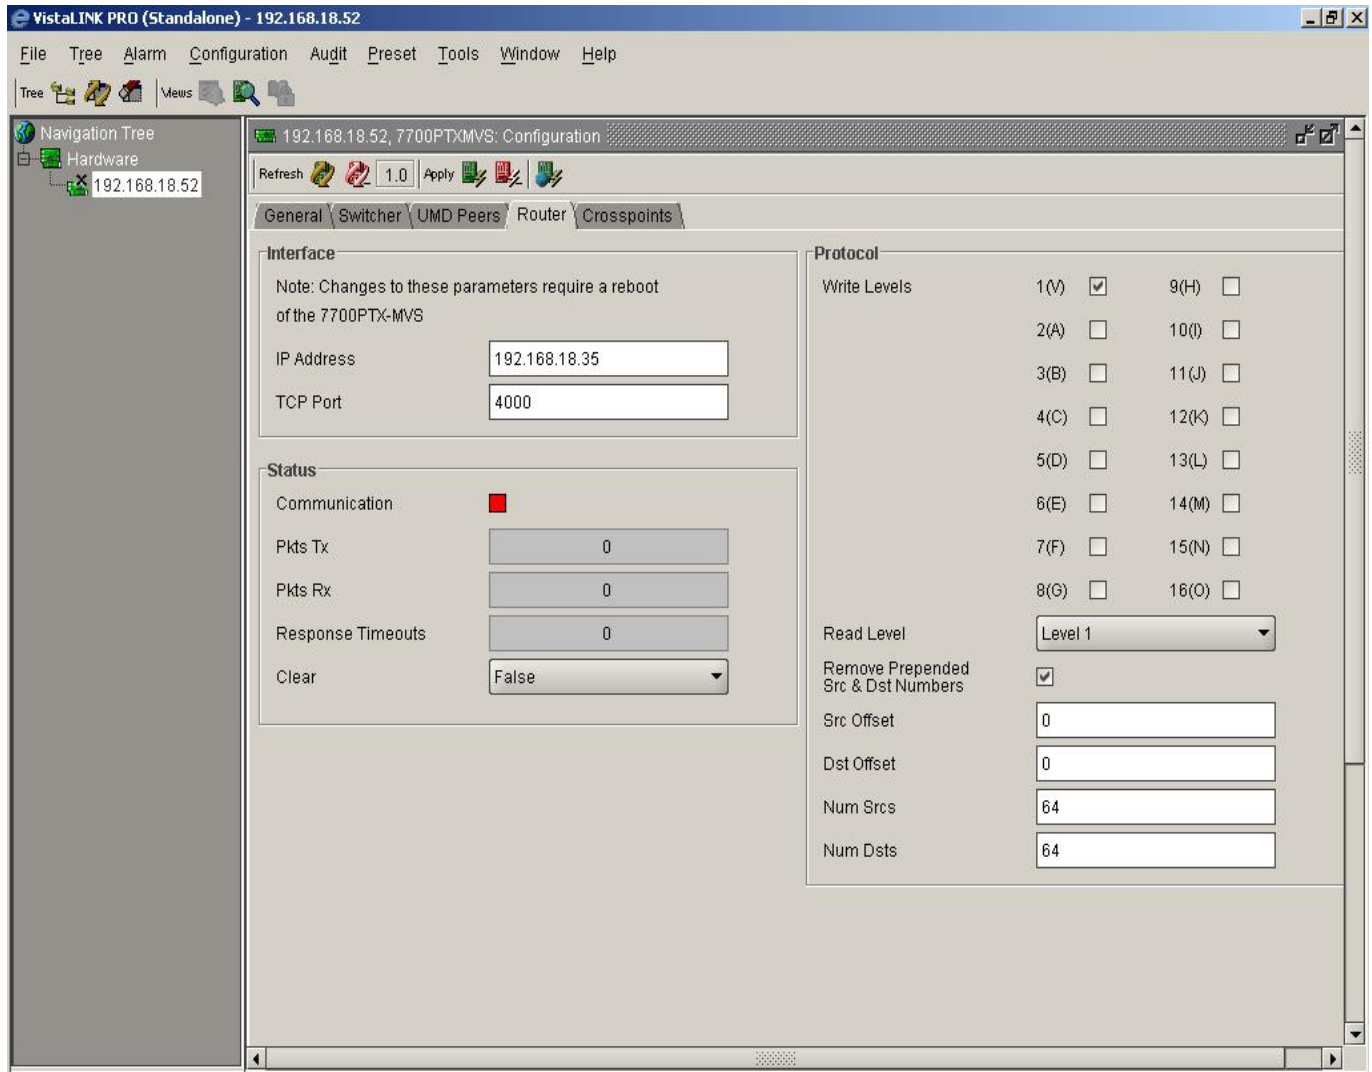 VistaLINK PRO (Standalone) - 192.168.18.52
File Tree Alarm Configuration Audit Preset Tools Window Help
Tree Views
Navigation Tree
Hardware
192.168.18.52
192.168.18.52, 7700PTXMVS: Configuration
Refresh 1.0 Apply
General Switcher UMD Peers Router Crosspoints
Interface
Note: Changes to these parameters require a reboot
of the 7700PTX-MVS
IP Address 192.168.18.35
TCP Port 4000
Status
Communication
Pkts Tx 0
Pkts Rx 0
Response Timeouts 0
Clear False
Protocol
Write Levels 1(V) 9(H)
2(A) 10(I)
3(B) 11(J)
4(C) 12(K)
5(D) 13(L)
6(E) 14(M)
7(F) 15(N)
8(G) 16(O)
Read Level Level 1
Remove Prepended
Src & Dst Numbers
Src Offset 0
Dst Offset 0
Num Srcs 64
Num Dsts 64